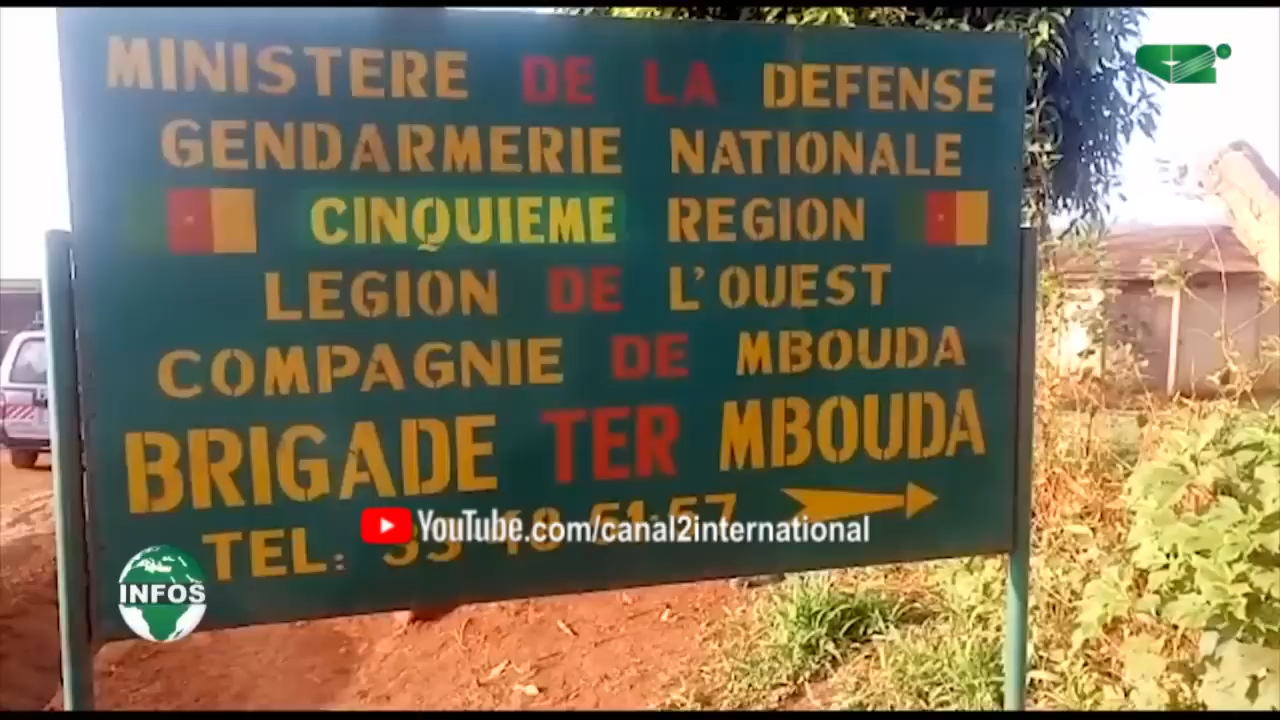 MINISTERE DE LA DEFENSE
GENDARMERIE NATIONALE
CINQUIEME REGION
LEGION DE L'OUEST
COMPAGNIE DE MBOUDA
BRIGADE TER MBOUDA
TEL:
YouTube.com/canal2international
INFOS